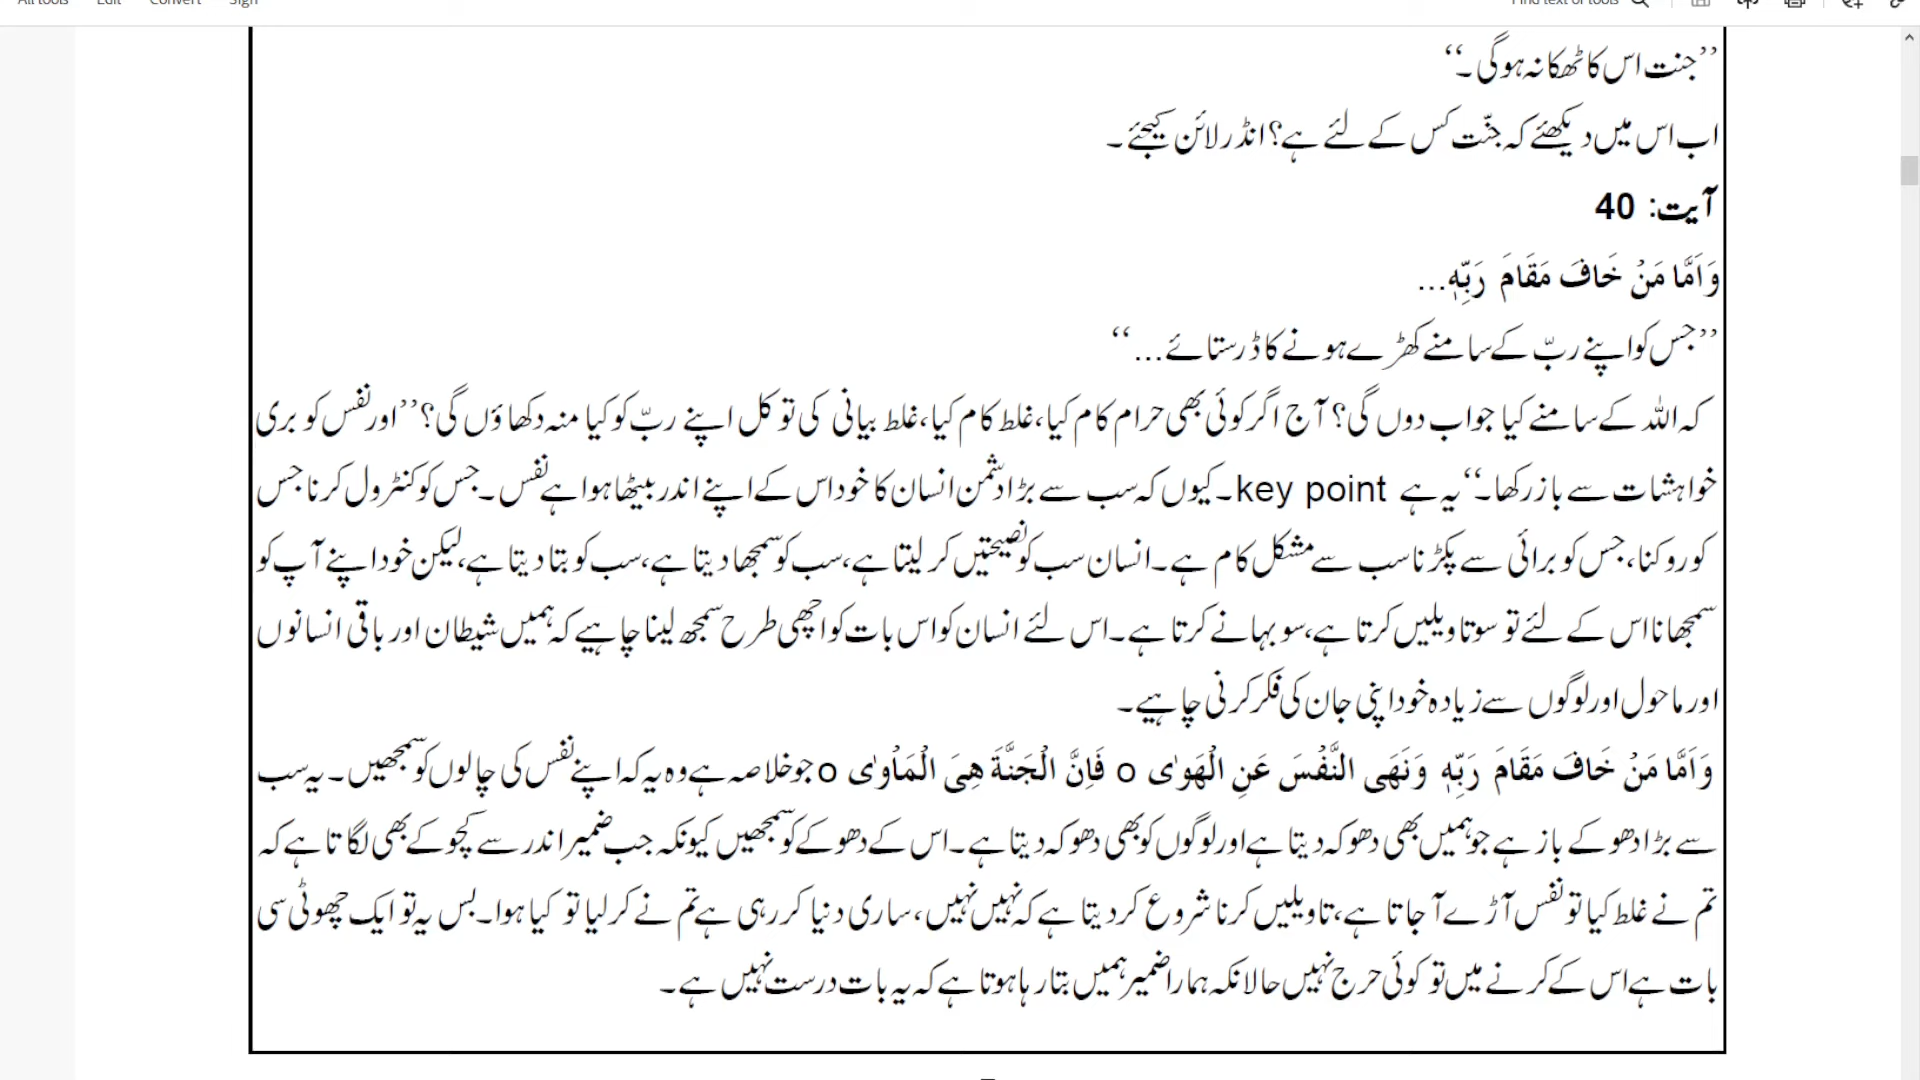 All tools Edit Convert Sign Find text or tools
’’جنت اس کا ٹھکانہ ہوگی۔‘‘
اب اس میں دیکھئے کہ جنّت کس کے لئے ہے؟ انڈر لائن کیجئے۔
آیت: 40
وَاَمَّا مَنْ خَافَ مَقَامَ رَبِّهٖ...
’’جس کو اپنے ربّ کے سامنے کھڑے ہونے کا ڈر ستائے...‘‘
کہ اللہ کے سامنے کیا جواب دوں گی؟ آج اگر کوئی بھی حرام کام کیا، غلط کام کیا، غلط بیانی کی تو کل اپنے ربّ کو کیا منہ دکھاؤں گی؟ ’’اور نفس کو بری
خواہشات سے باز رکھا۔‘‘ یہ ہے key point۔ کیوں کہ سب سے بڑا دشمن انسان کا خود اس کے اپنے اندر بیٹھا ہوا ہے نفس۔ جس کو کنٹرول کرنا جس
کو روکنا، جس کو برائی سے پکڑنا سب سے مشکل کام ہے۔ انسان سب کو نصیحتیں کر لیتا ہے، سب کو سمجھا دیتا ہے، سب کو بتا دیتا ہے، لیکن خود اپنے آپ کو
سمجھانا اس کے لئے تو سو تاویلیں کرتا ہے، سو بہانے کرتا ہے۔ اس لئے انسان کو اس بات کو اچھی طرح سمجھ لینا چاہیے کہ ہمیں شیطان اور باقی انسانوں
اور ماحول اور لوگوں سے زیادہ خود اپنی جان کی فکر کرنی چاہیے۔
وَاَمَّا مَنْ خَافَ مَقَامَ رَبِّهٖ وَنَهَى النَّفْسَ عَنِ الْهَوٰى o فَاِنَّ الْجَنَّةَ هِىَ الْمَاْوٰى o جو خلاصہ ہے وہ یہ کہ اپنے نفس کی چالوں کو سمجھیں۔ یہ سب
سے بڑا دھوکے باز ہے جو ہمیں بھی دھوکہ دیتا ہے اور لوگوں کو بھی دھوکہ دیتا ہے۔ اس کے دھوکے کو سمجھیں کیونکہ جب ضمیر اندر سے کچوکے بھی لگاتا ہے کہ
تم نے غلط کیا تو نفس آڑے آ جاتا ہے، تاویلیں کرنا شروع کر دیتا ہے کہ نہیں نہیں، ساری دنیا کر رہی ہے تم نے کر لیا تو کیا ہوا۔ بس یہ تو ایک چھوٹی سی
بات ہے اس کے کرنے میں تو کوئی حرج نہیں حالانکہ ہمارا ضمیر ہمیں بتا رہا ہوتا ہے کہ یہ بات درست نہیں ہے۔